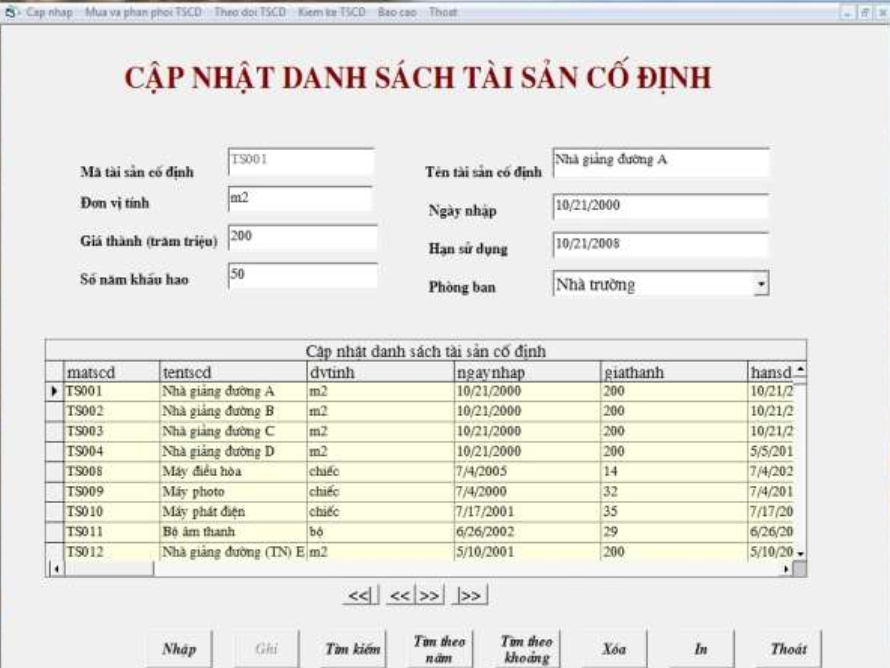 Cap nhap Mua va phan phoi TSCD Theo doi TSCD Kiem ke TSCD Bao cao Thoat
CẬP NHẬT DANH SÁCH TÀI SẢN CỐ ĐỊNH
Mã tài sản cố định TS001 Tên tài sản cố định Nhà giảng đường A
Đơn vị tính m2 Ngày nhập 10/21/2000
Giá thành (trăm triệu) 200 Hạn sử dụng 10/21/2008
Số năm khấu hao 50 Phòng ban Nhà trường
Cập nhật danh sách tài sản cố định
matscd tentscd dvtinh ngaynhap giathanh hansd
TS001 Nhà giảng đường A m2 10/21/2000 200 10/21/2
TS002 Nhà giảng đường B m2 10/21/2000 200 10/21/2
TS003 Nhà giảng đường C m2 10/21/2000 200 10/21/2
TS004 Nhà giảng đường D m2 10/21/2000 200 5/5/201
TS008 Máy điều hòa chiếc 7/4/2005 14 7/4/202
TS009 Máy photo chiếc 7/4/2000 32 7/4/201
TS010 Máy phát điện chiếc 7/17/2001 35 7/17/20
TS011 Bộ âm thanh bộ 6/26/2002 29 6/26/20
TS012 Nhà giảng đường (TN) E m2 5/10/2001 200 5/10/20
<<| << >> |>>
Nhập Ghi Tìm kiếm Tìm theo năm Tìm theo khoảng Xóa In Thoát